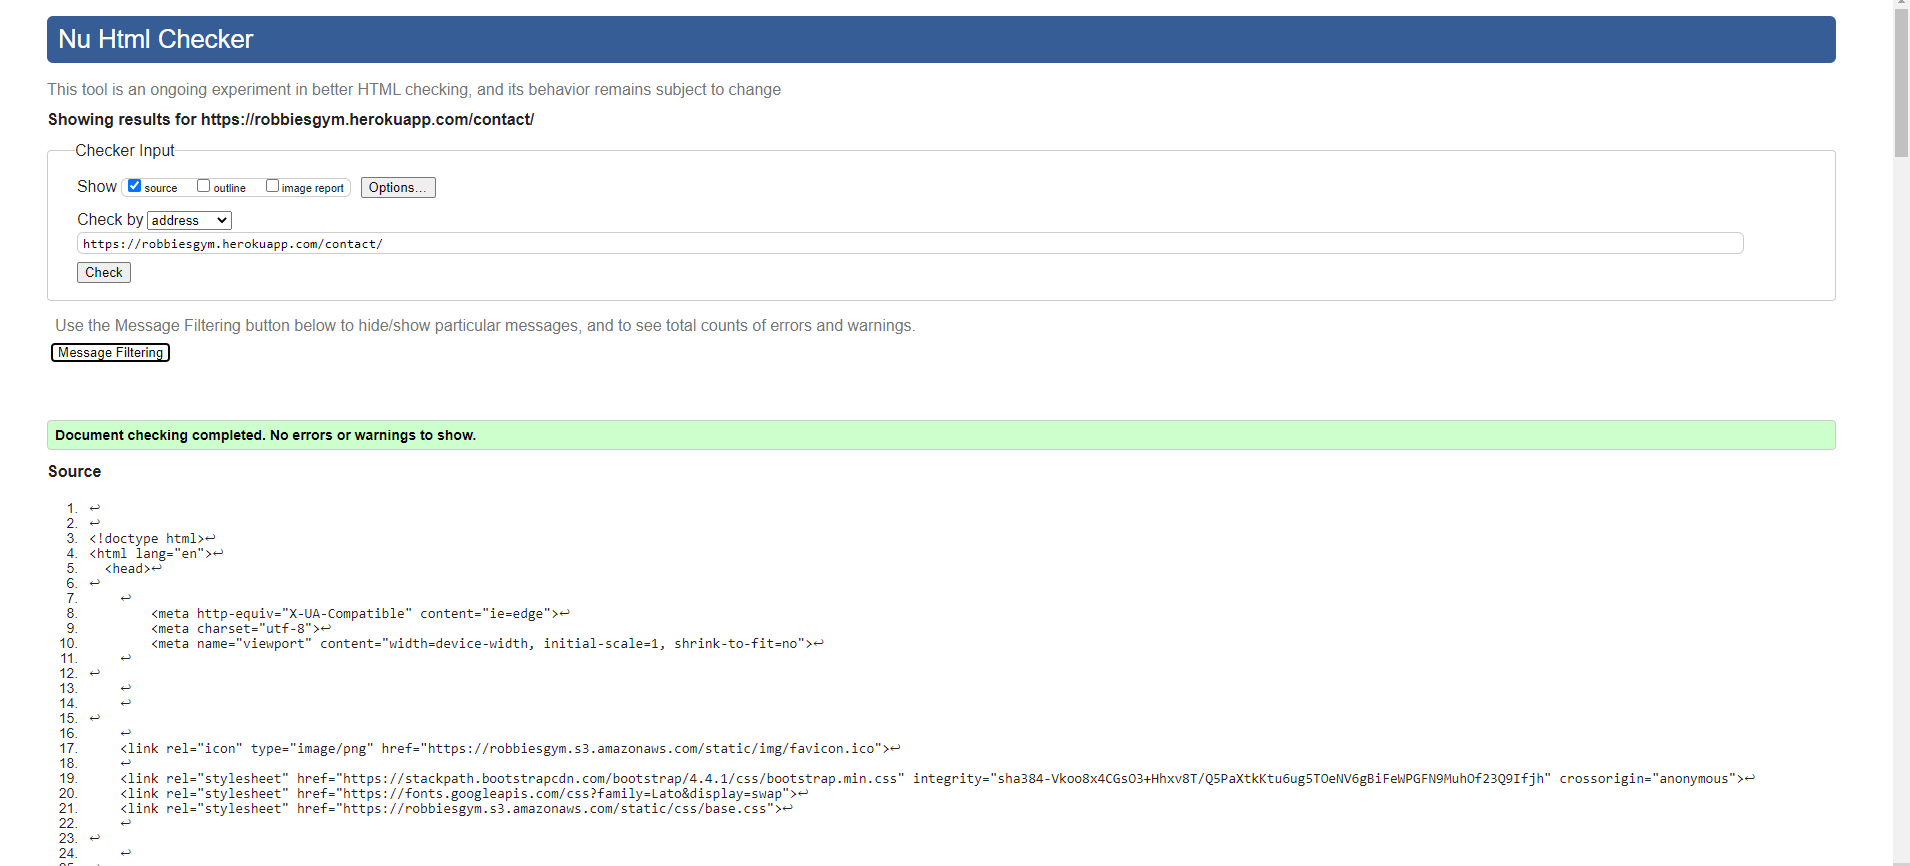 Nu Html Checker
This tool is an ongoing experiment in better HTML checking, and its behavior remains subject to change
Showing results for https://robbiesgym.herokuapp.com/contact/
Checker Input
Show source outline image report Options...
Check by address
https://robbiesgym.herokuapp.com/contact/
Check
Use the Message Filtering button below to hide/show particular messages, and to see total counts of errors and warnings.
Message Filtering
Document checking completed. No errors or warnings to show.
Source
1. ↩
2. ↩
3. <!doctype html>↩
4. <html lang="en">↩
5. <head>↩
6. ↩
7. ↩
8. <meta http-equiv="X-UA-Compatible" content="ie=edge">↩
9. <meta charset="utf-8">↩
10. <meta name="viewport" content="width=device-width, initial-scale=1, shrink-to-fit=no">↩
11. ↩
12. ↩
13. ↩
14. ↩
15. ↩
16. ↩
17. <link rel="icon" type="image/png" href="https://robbiesgym.s3.amazonaws.com/static/img/favicon.ico">↩
18. ↩
19. <link rel="stylesheet" href="https://stackpath.bootstrapcdn.com/bootstrap/4.4.1/css/bootstrap.min.css" integrity="sha384-Vkoo8x4CGsO3+Hhxv8T/Q5PaXtkKtu6ug5TOeNV6gBiFeWPGFN9MuhOf23Q9Ifjh" crossorigin="anonymous">↩
20. <link rel="stylesheet" href="https://fonts.googleapis.com/css?family=Lato&display=swap">↩
21. <link rel="stylesheet" href="https://robbiesgym.s3.amazonaws.com/static/css/base.css">↩
22. ↩
23. ↩
24. ↩